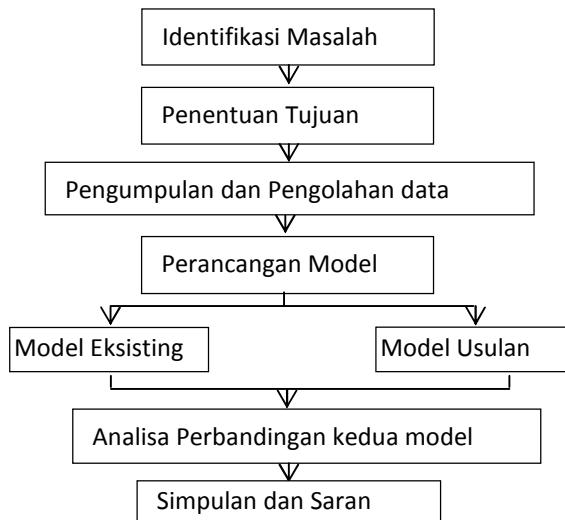 Identifikasi Masalah
Penentuan Tujuan
Pengumpulan dan Pengolahan data
Perancangan Model
Model Eksisting
Model Usulan
Analisa Perbandingan kedua model
Simpulan dan Saran